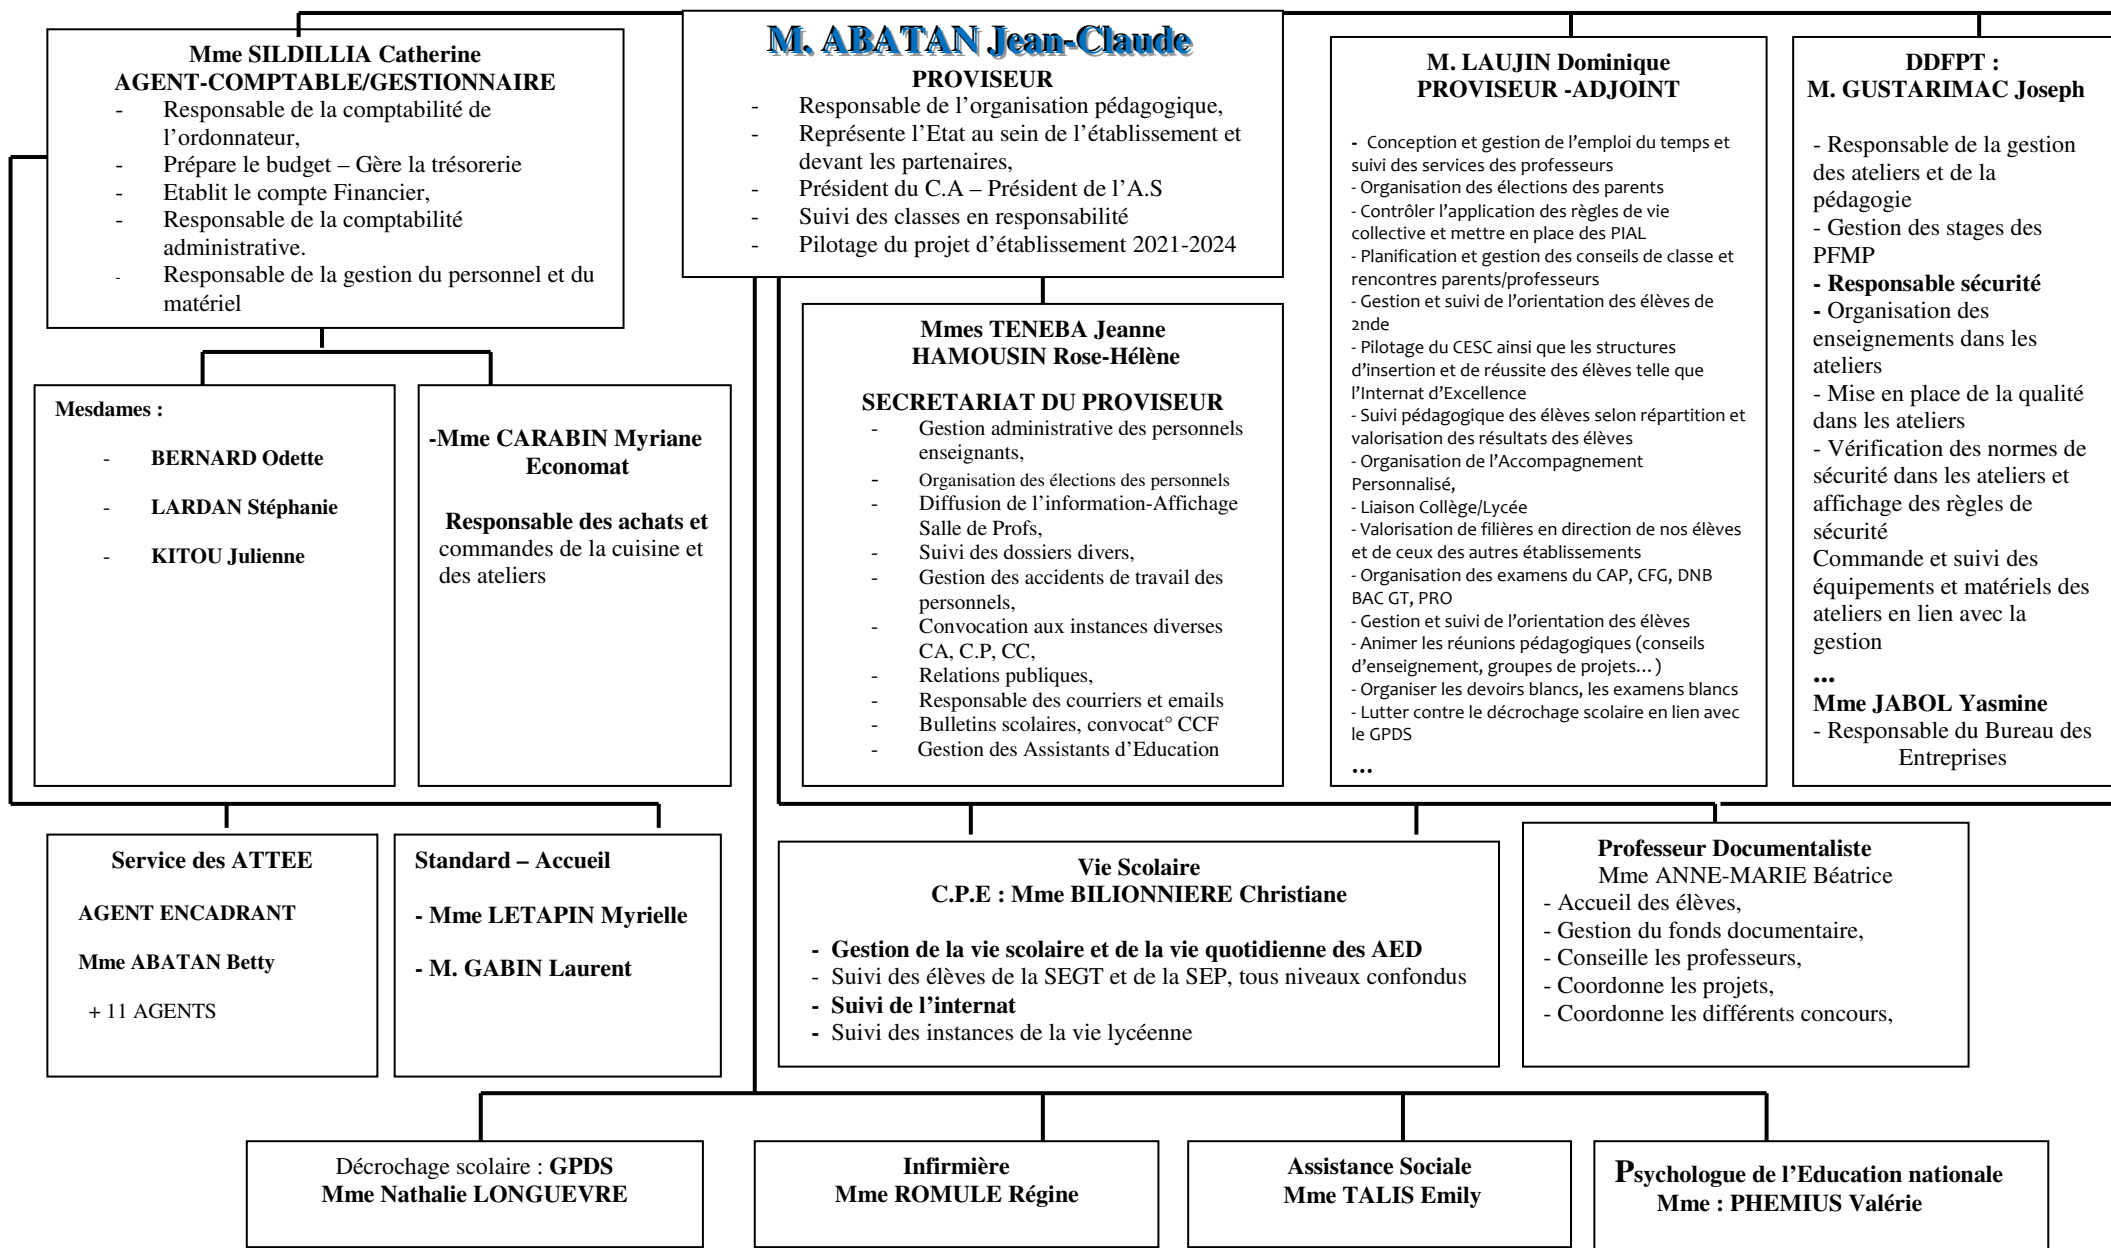 Mme SILDILLIA Catherine
AGENT-COMPTABLE/GESTIONNAIRE
- Responsable de la comptabilité de
l'ordonnateur,
- Prépare le budget – Gère la trésorerie
- Etablit le compte Financier,
- Responsable de la comptabilité
administrative.
- Responsable de la gestion du personnel et du
matériel
M. ABATAN Jean-Claude
PROVISEUR
- Responsable de l'organisation pédagogique,
- Représente l'Etat au sein de l'établissement et
devant les partenaires,
- Président du C.A – Président de l'A.S
- Suivi des classes en responsabilité
- Pilotage du projet d'établissement 2021-2024
M. LAUJIN Dominique
PROVISEUR -ADJOINT
- Conception et gestion de l'emploi du temps et
suivi des services des professeurs
- Organisation des élections des parents
- Contrôler l'application des règles de vie
collective et mettre en place des PIAL
- Planification et gestion des conseils de classe et
rencontres parents/professeurs
- Gestion et suivi de l'orientation des élèves de
2nde
- Pilotage du CESC ainsi que les structures
d'insertion et de réussite des élèves telle que
l'Internat d'Excellence
- Suivi pédagogique des élèves selon répartition et
valorisation des résultats des élèves
- Organisation de l'Accompagnement
Personnalisé,
- Liaison Collège/Lycée
- Valorisation de filières en direction de nos élèves
et de ceux des autres établissements
- Organisation des examens du CAP, CFG, DNB
BAC GT, PRO
- Gestion et suivi de l'orientation des élèves
- Animer les réunions pédagogiques (conseils
d'enseignement, groupes de projets… )
- Organiser les devoirs blancs, les examens blancs
- Lutter contre le décrochage scolaire en lien avec
le GPDS
…
DDFPT :
M. GUSTARIMAC Joseph
- Responsable de la gestion
des ateliers et de la
pédagogie
- Gestion des stages des
PFMP
- Responsable sécurité
- Organisation des
enseignements dans les
ateliers
- Mise en place de la qualité
dans les ateliers
- Vérification des normes de
sécurité dans les ateliers et
affichage des règles de
sécurité
Commande et suivi des
équipements et matériels des
ateliers en lien avec la
gestion
...
Mme JABOL Yasmine
- Responsable du Bureau des
Entreprises
Mesdames :
- BERNARD Odette
- LARDAN Stéphanie
- KITOU Julienne
-Mme CARABIN Myriane
Economat
Responsable des achats et
commandes de la cuisine et
des ateliers
Mmes TENEBA Jeanne
HAMOUSIN Rose-Hélène
SECRETARIAT DU PROVISEUR
- Gestion administrative des personnels
enseignants,
- Organisation des élections des personnels
- Diffusion de l'information-Affichage
Salle de Profs,
- Suivi des dossiers divers,
- Gestion des accidents de travail des
personnels,
- Convocation aux instances diverses
CA, C.P, CC,
- Relations publiques,
- Responsable des courriers et emails
- Bulletins scolaires, convocat° CCF
- Gestion des Assistants d'Education
Service des ATTEE
AGENT ENCADRANT
Mme ABATAN Betty
+ 11 AGENTS
Standard – Accueil
- Mme LETAPIN Myrielle
- M. GABIN Laurent
Vie Scolaire
C.P.E : Mme BILIONNIERE Christiane
- Gestion de la vie scolaire et de la vie quotidienne des AED
- Suivi des élèves de la SEGT et de la SEP, tous niveaux confondus
- Suivi de l'internat
- Suivi des instances de la vie lycéenne
Professeur Documentaliste
Mme ANNE-MARIE Béatrice
- Accueil des élèves,
- Gestion du fonds documentaire,
- Conseille les professeurs,
- Coordonne les projets,
- Coordonne les différents concours,
Décrochage scolaire : GPDS
Mme Nathalie LONGUEVRE
Infirmière
Mme ROMULE Régine
Assistance Sociale
Mme TALIS Emily
Psychologue de l'Education nationale
Mme : PHEMIUS Valérie